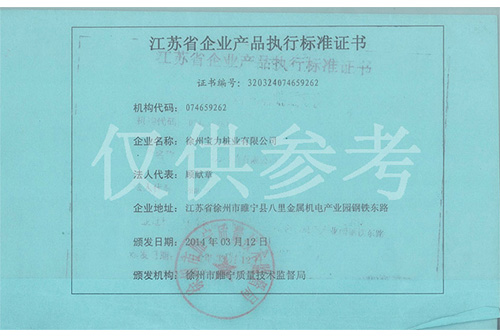 江苏省企业产品执行标准证书
证书编号：320324074659262
机构代码：074659262
企业名称：徐州宝力桩业有限公司
法人代表：
企业地址：江苏省徐州市睢宁县八里金属机电产业园钢铁东路
颁发日期：2014年03月12日
颁发机构：徐州市睢宁质量技术监督局
仅供参考